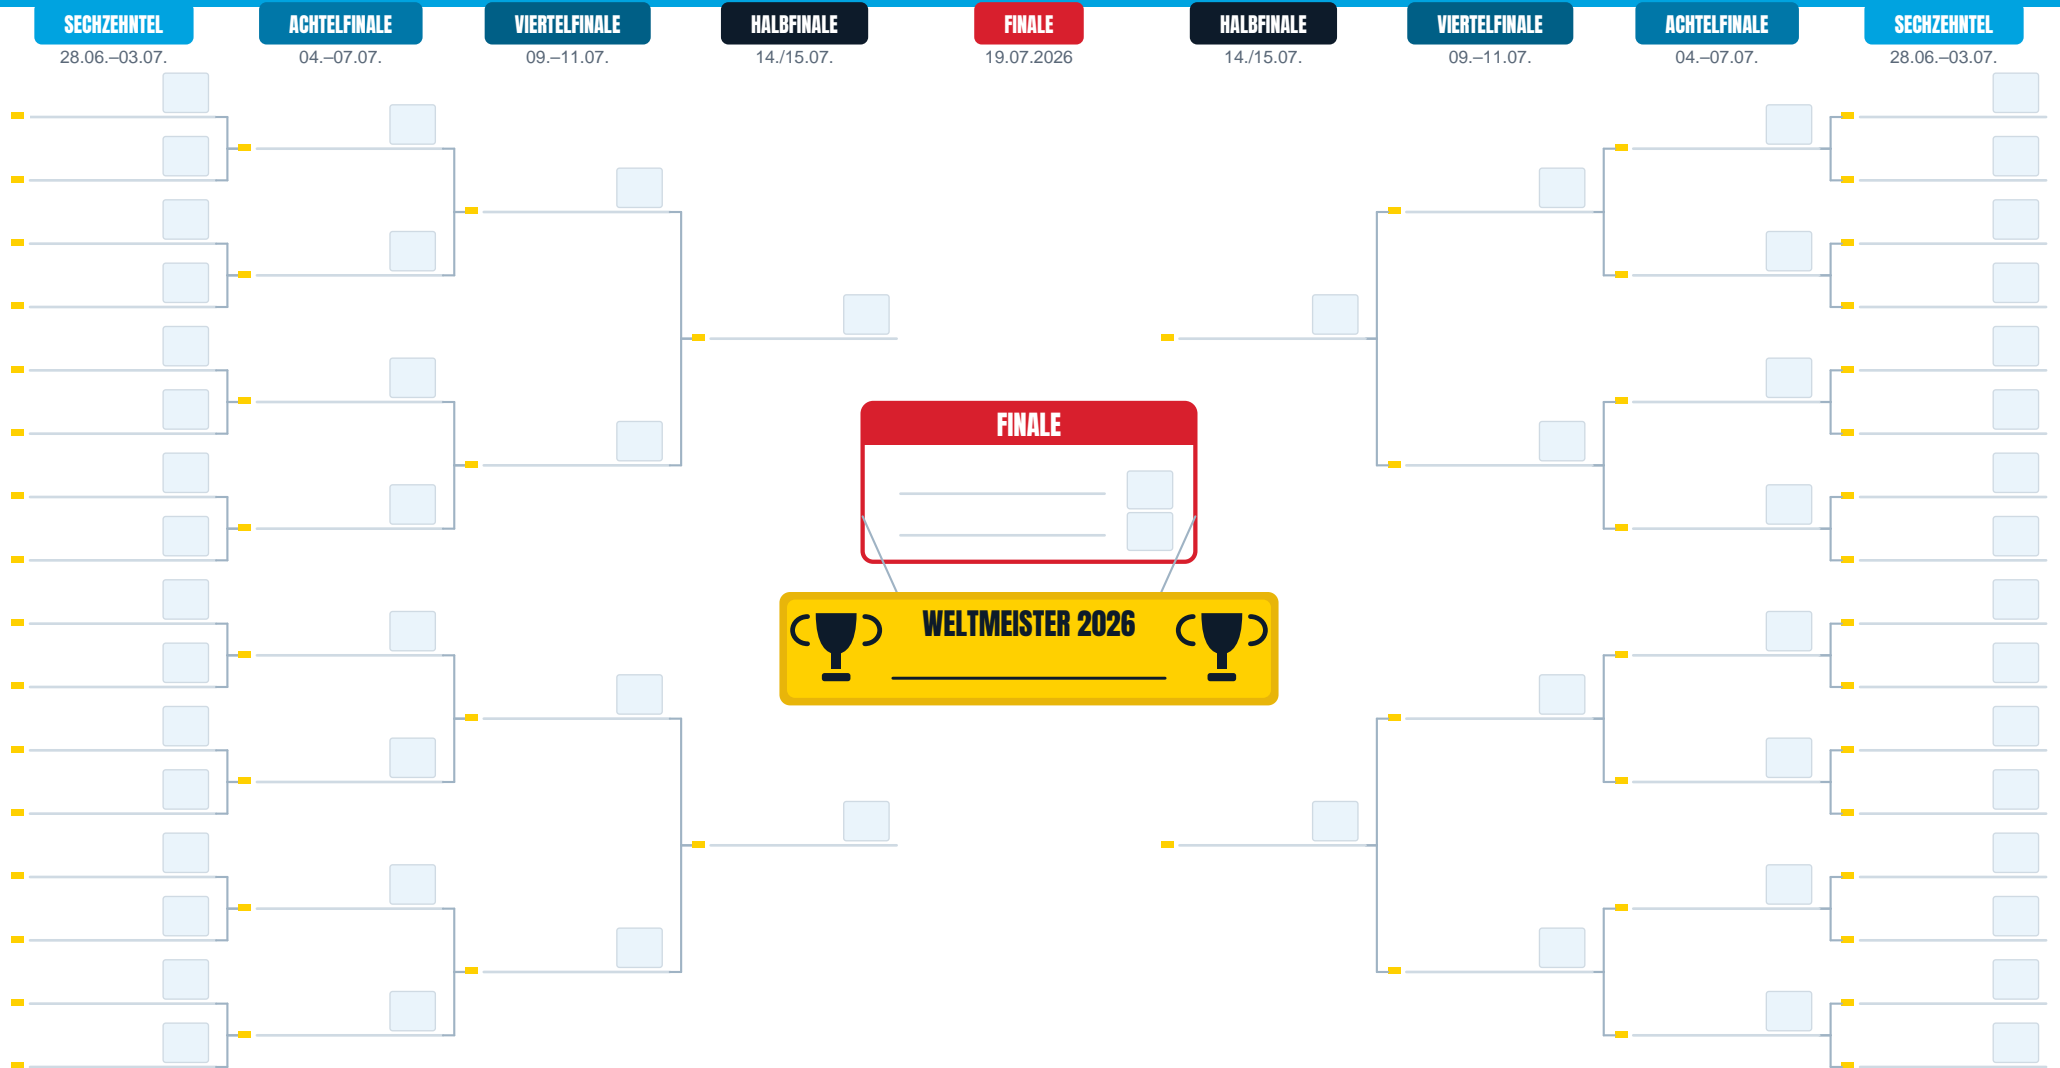 SECHZEHNTEL ACHTELFINALE VIERTELFINALE HALBFINALE FINALE HALBFINALE VIERTELFINALE ACHTELFINALE SECHZEHNTEL
28.06.–03.07. 04.–07.07. 09.–11.07. 14./15.07. 19.07.2026 14./15.07. 09.–11.07. 04.–07.07. 28.06.–03.07.
FINALE
WELTMEISTER 2026